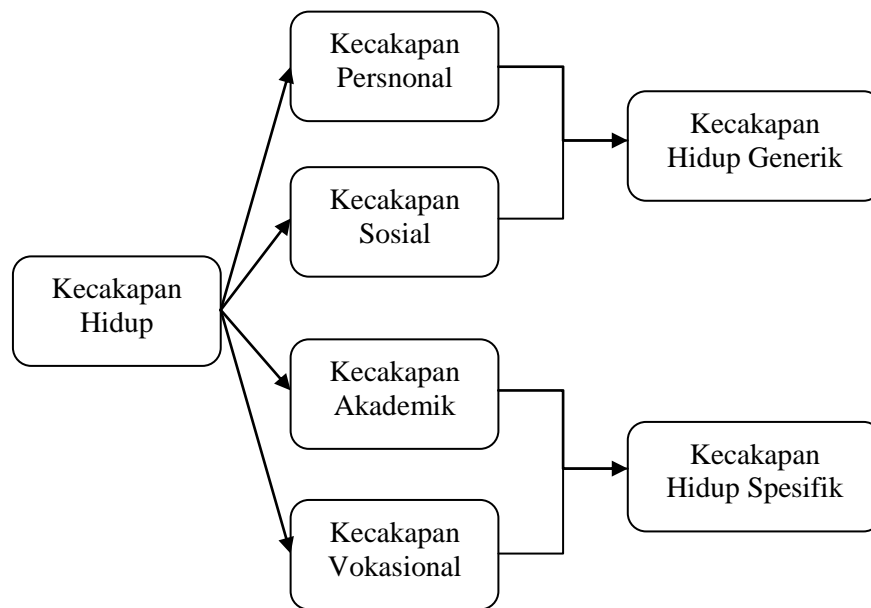 Kecakapan
Hidup
Kecakapan
Persnonal
Kecakapan
Sosial
Kecakapan
Akademik
Kecakapan
Vokasional
Kecakapan
Hidup Generik
Kecakapan
Hidup Spesifik